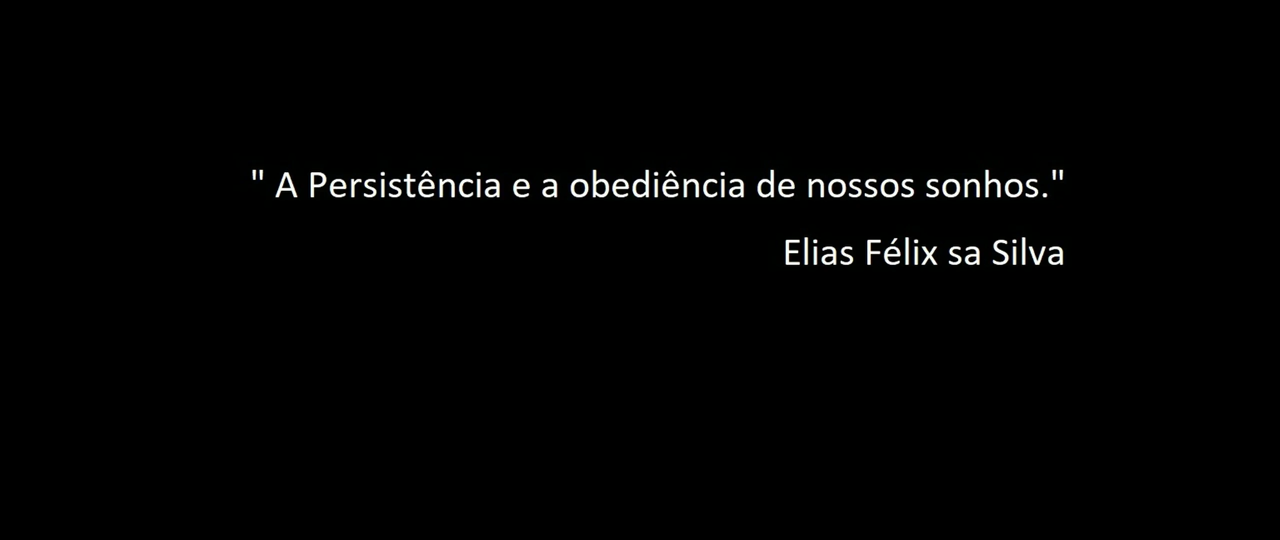 " A Persistência e a obediência de nossos sonhos."
Elias Félix sa Silva